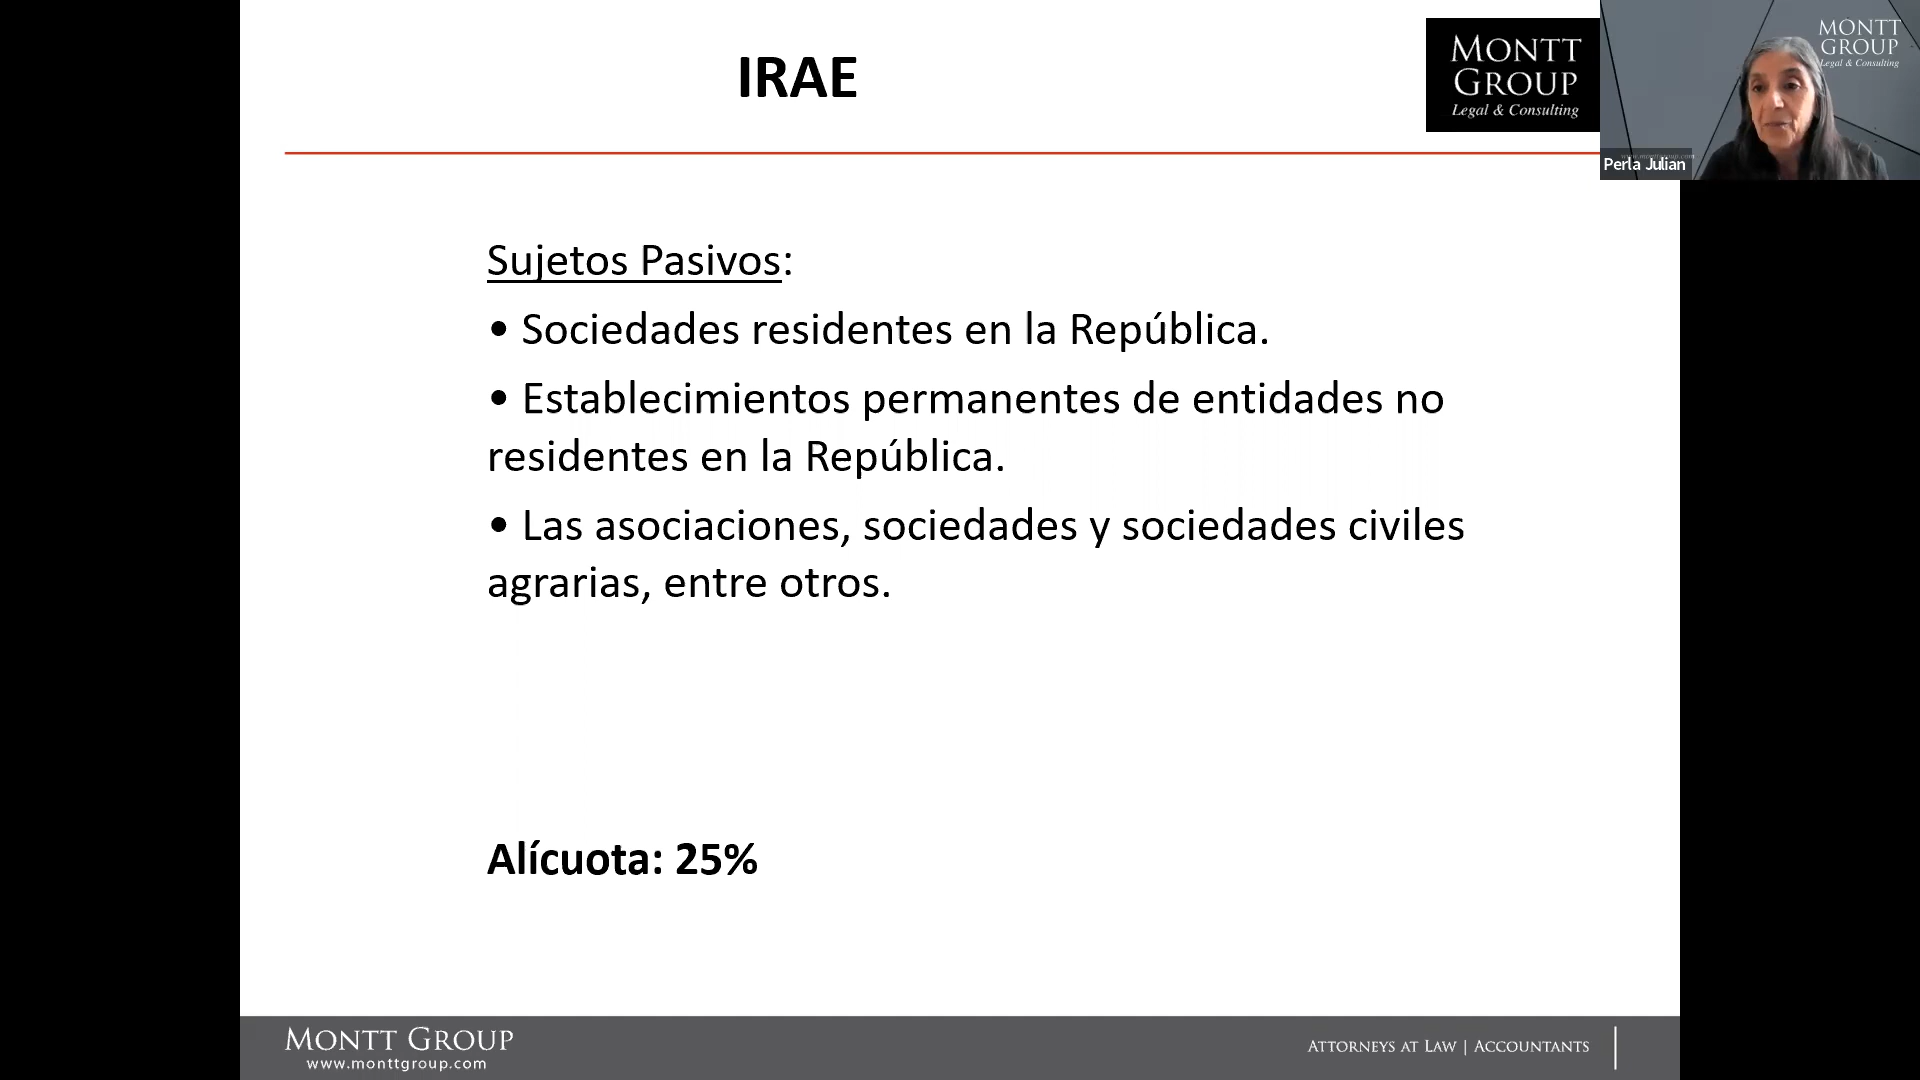 IRAE
MONTT
GROUP
Legal & Consulting
MONTT
GROUP
Legal & Consulting
Perla Julian
Sujetos Pasivos:
• Sociedades residentes en la República.
• Establecimientos permanentes de entidades no
residentes en la República.
• Las asociaciones, sociedades y sociedades civiles
agrarias, entre otros.
Alícuota: 25%
MONTT GROUP
www.monttgroup.com
ATTORNEYS AT LAW | ACCOUNTANTS